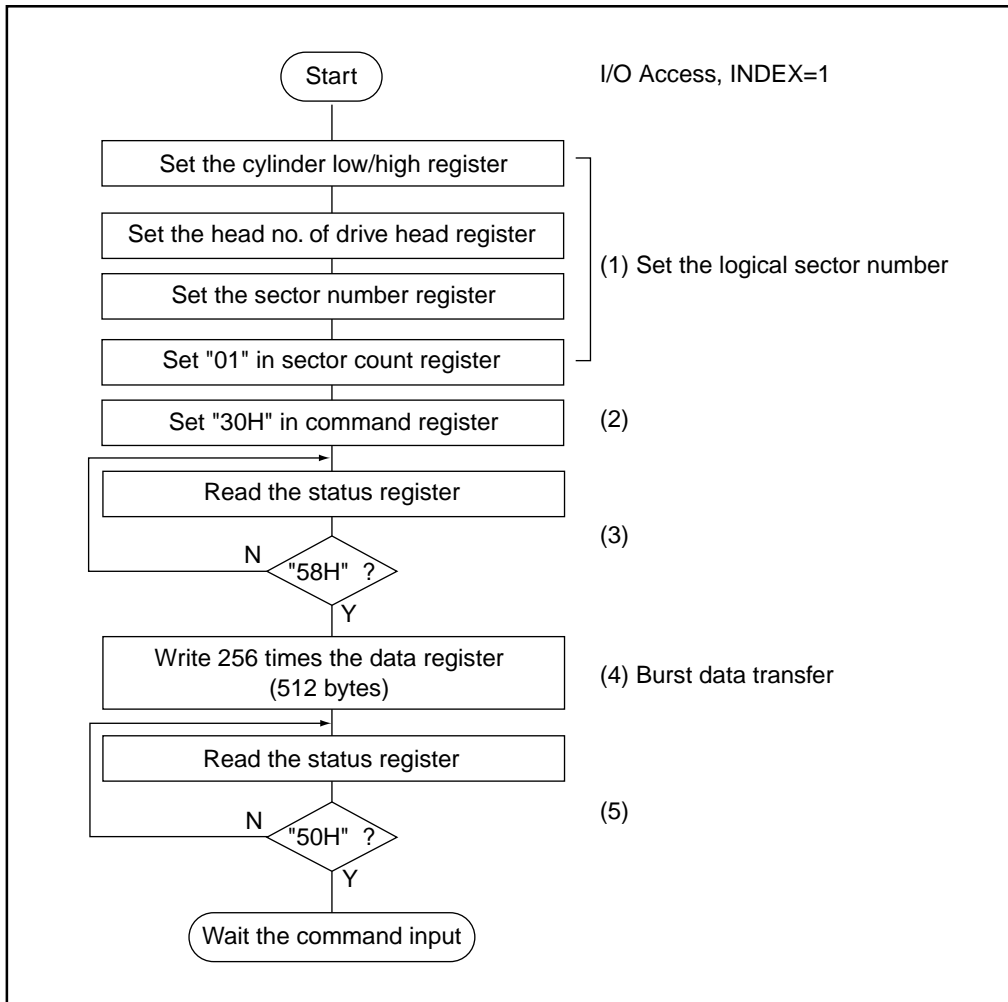 Start
I/O Access, INDEX=1
Set the cylinder low/high register
Set the head no. of drive head register
(1) Set the logical sector number
Set the sector number register
Set "01" in sector count register
Set "30H" in command register
(2)
Read the status register
(3)
N
"58H" ?
Y
Write 256 times the data register
(512 bytes)
(4) Burst data transfer
Read the status register
(5)
N
"50H" ?
Y
Wait the command input